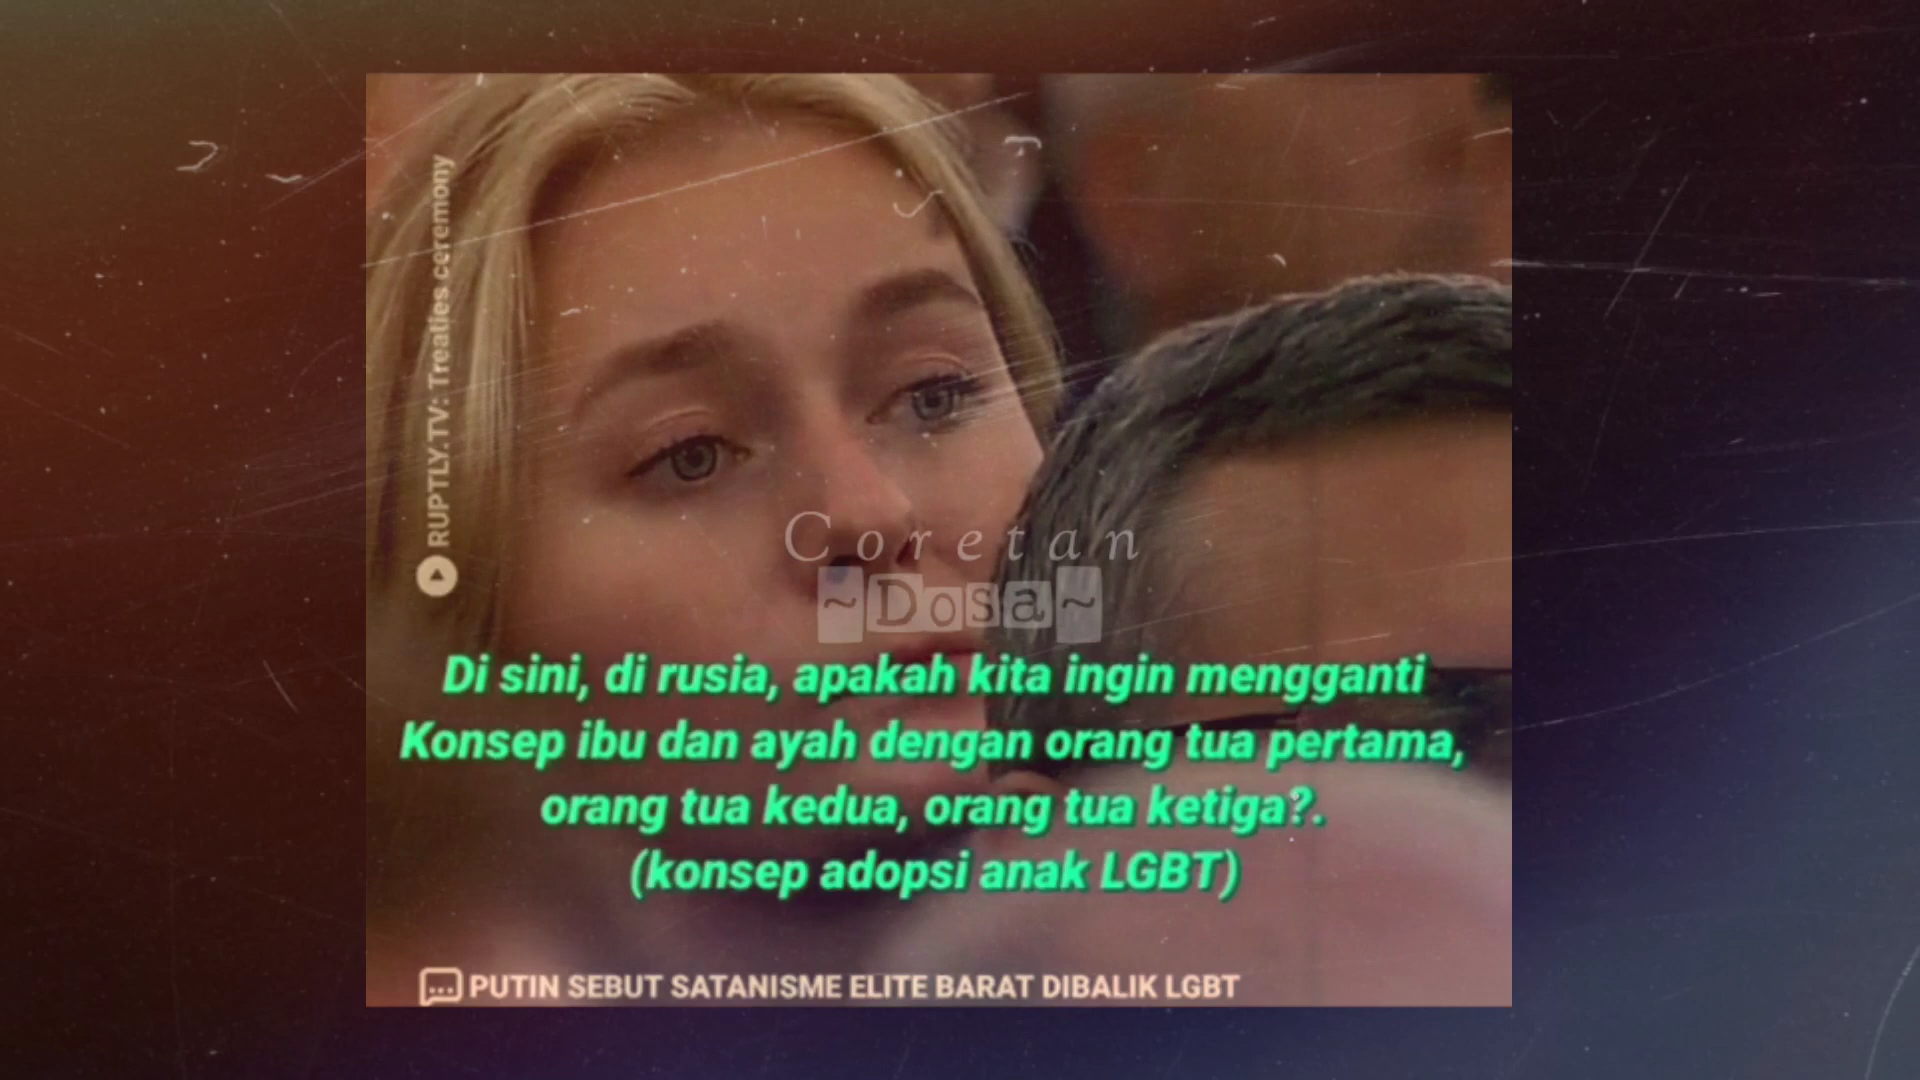 RUPTLY.TV: Treaties ceremony
Coretan
~Dosa~
Di sini, di rusia, apakah kita ingin mengganti
Konsep ibu dan ayah dengan orang tua pertama,
orang tua kedua, orang tua ketiga?.
(konsep adopsi anak LGBT)
PUTIN SEBUT SATANISME ELITE BARAT DIBALIK LGBT